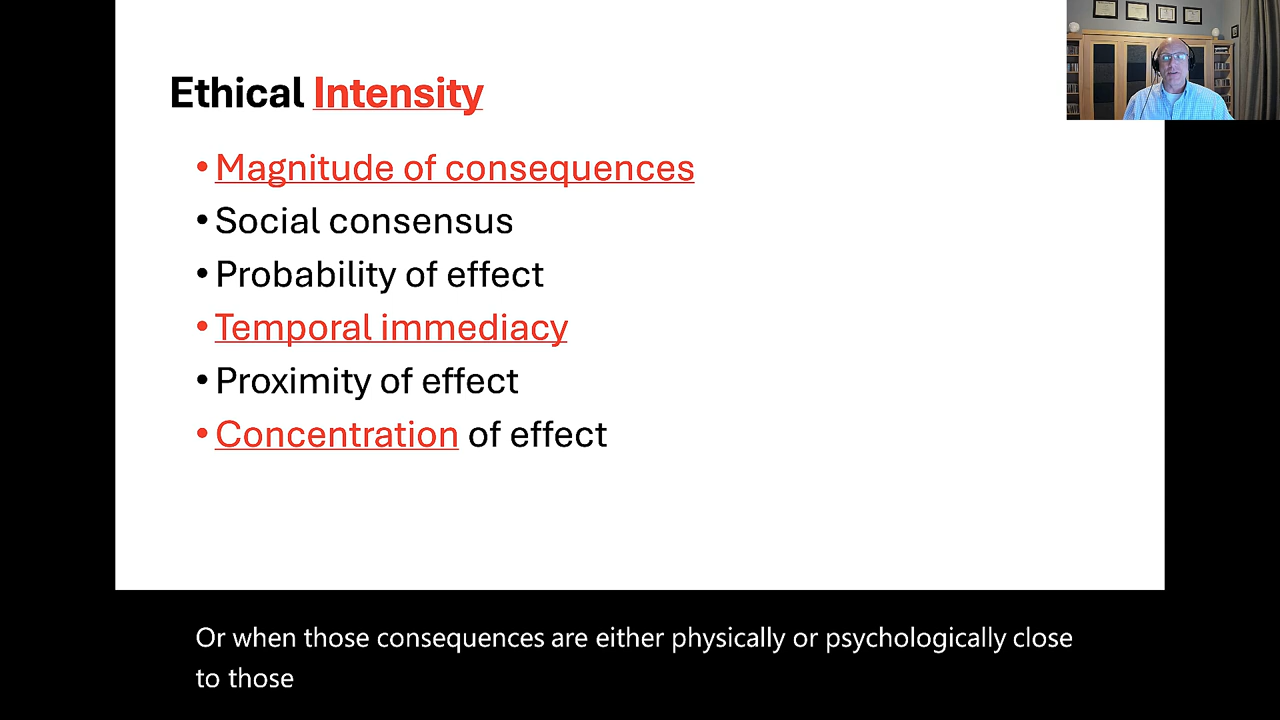 Ethical Intensity
• Magnitude of consequences
• Social consensus
• Probability of effect
• Temporal immediacy
• Proximity of effect
• Concentration of effect
Or when those consequences are either physically or psychologically close
to those